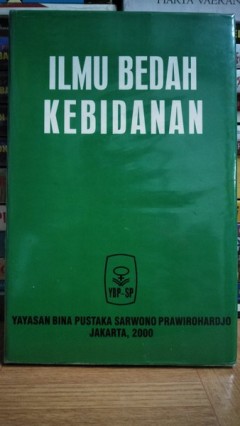 ILMU BEDAH
KEBIDANAN
YBP-SP
YAYASAN BINA PUSTAKA SARWONO PRAWIROHARDJO
JAKARTA, 2000